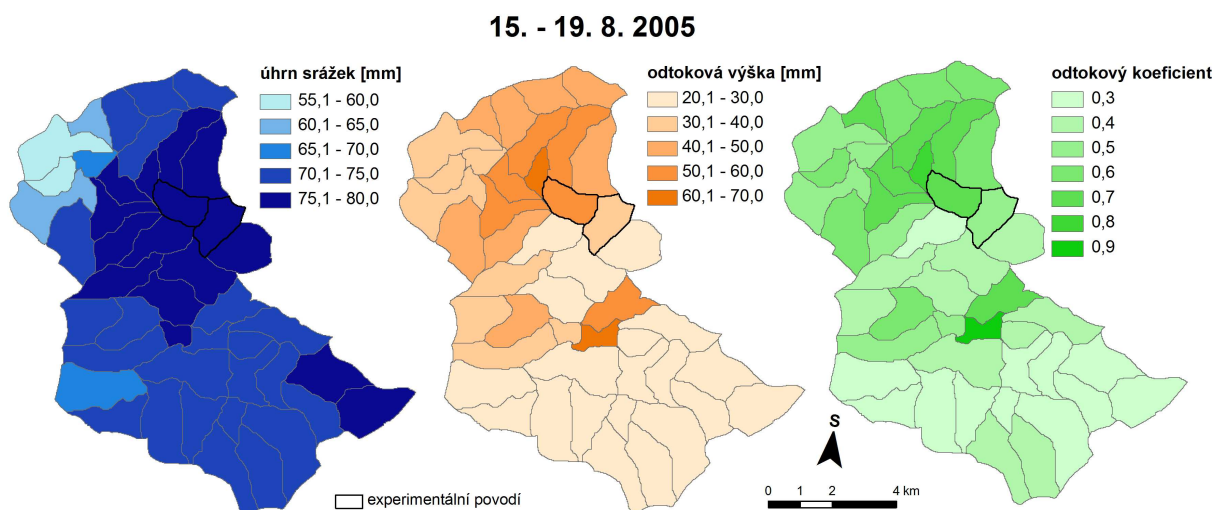 15. - 19. 8. 2005
úhrn srážek [mm]
55,1 - 60,0
60,1 - 65,0
65,1 - 70,0
70,1 - 75,0
75,1 - 80,0
odtoková výška [mm]
20,1 - 30,0
30,1 - 40,0
40,1 - 50,0
50,1 - 60,0
60,1 - 70,0
odtokový koeficient
0,3
0,4
0,5
0,6
0,7
0,8
0,9
experimentální povodí
S
0 1 2 4 km